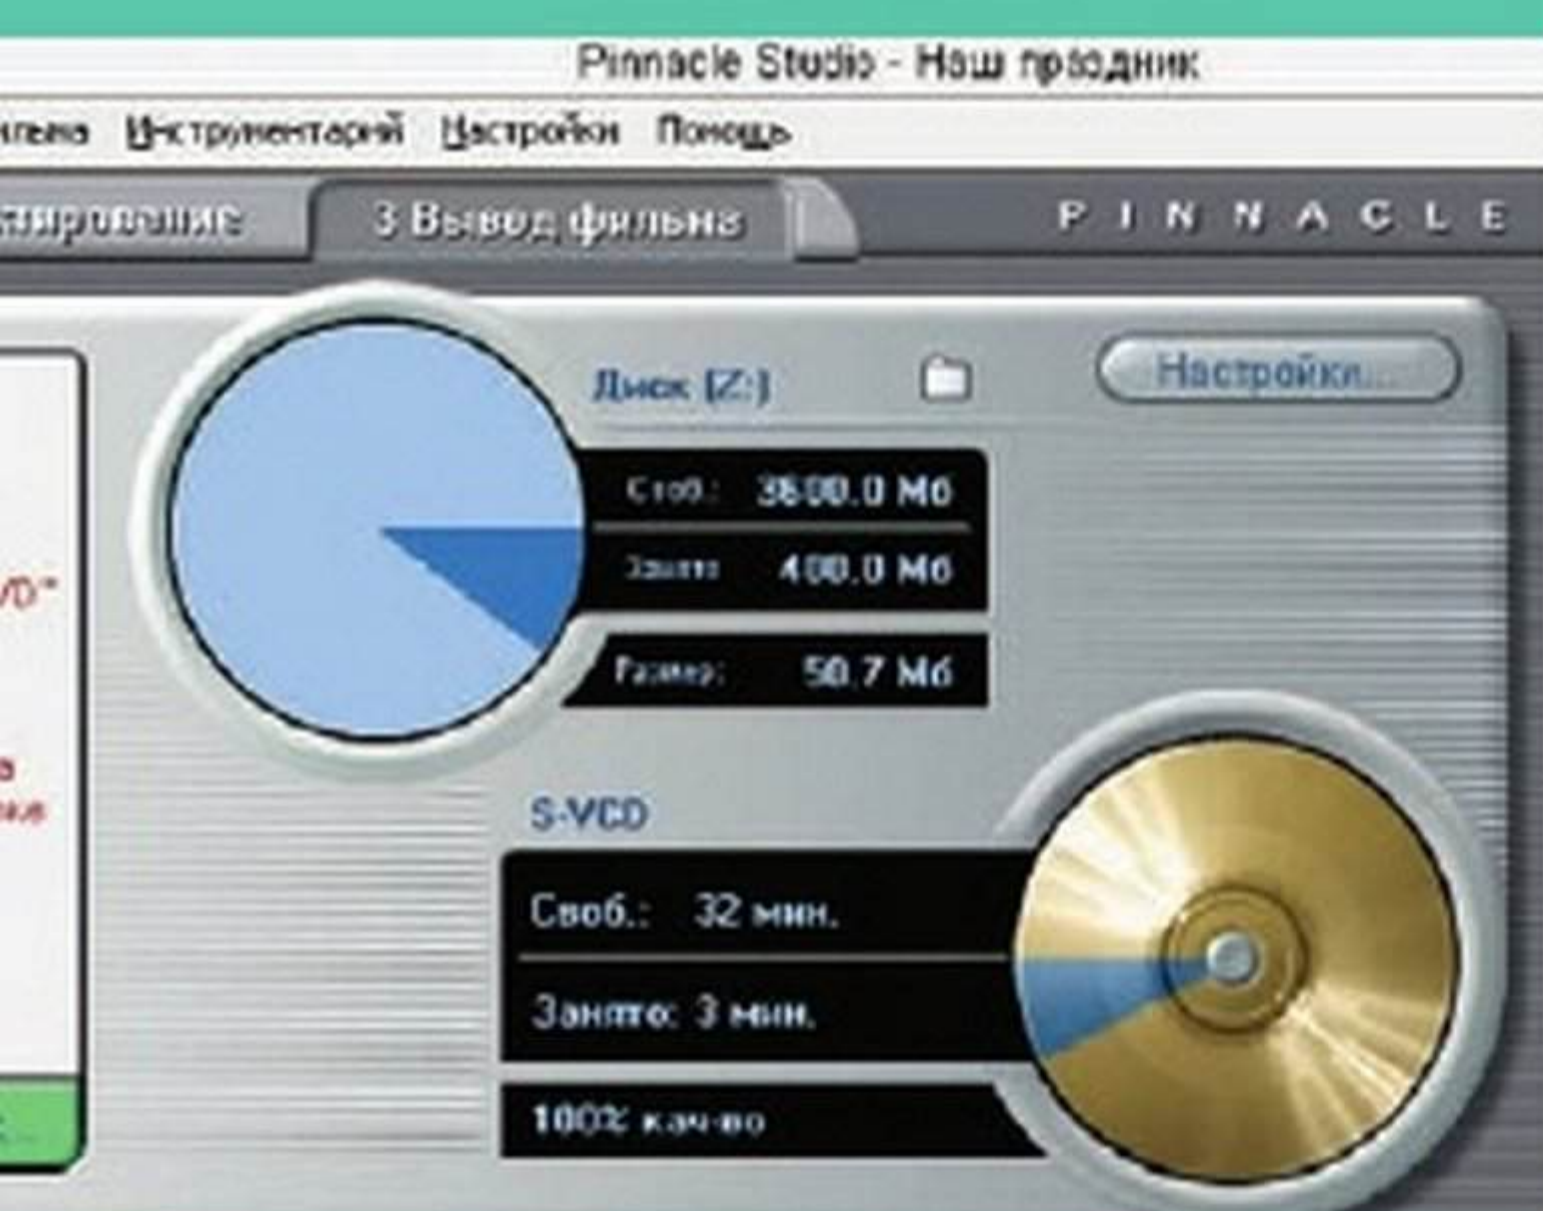 Pinnacle Studio - Наш праздник
Инструментарий Настройки Помощь
3 Вывод фильма
PINNACLE
Диск (Z:)
Настройки...
Своб.: 3600.0 Мб
Занято 400.0 Мб
Размер: 50.7 Мб
S-VCD
Своб.: 32 мин.
Занято: 3 мин.
100% кач-во